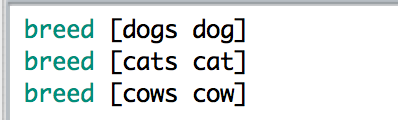 breed [dogs dog]
breed [cats cat]
breed [cows cow]